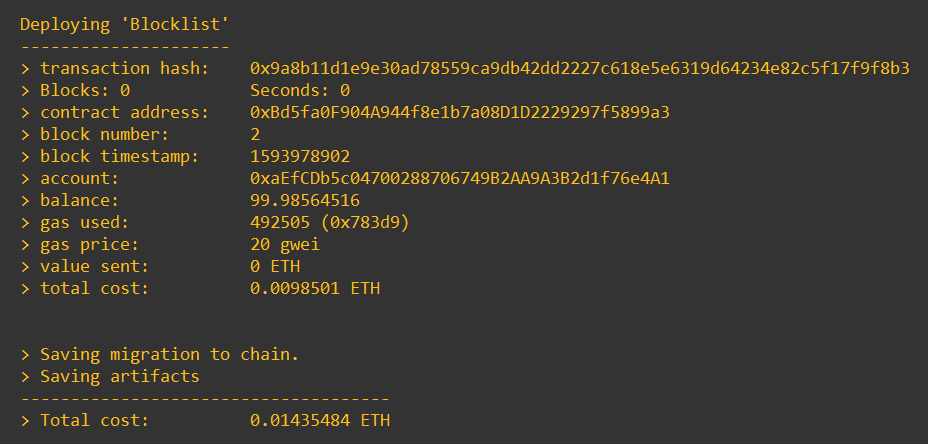 Deploying 'Blocklist'
---------------------
> transaction hash: 0x9a8b11d1e9e30ad78559ca9db42dd2227c618e5e6319d64234e82c5f17f9f8b3
> Blocks: 0 Seconds: 0
> contract address: 0xBd5fa0F904A944f8e1b7a08D1D2229297f5899a3
> block number: 2
> block timestamp: 1593978902
> account: 0xaEfCDb5c04700288706749B2AA9A3B2d1f76e4A1
> balance: 99.98564516
> gas used: 492505 (0x783d9)
> gas price: 20 gwei
> value sent: 0 ETH
> total cost: 0.0098501 ETH
> Saving migration to chain.
> Saving artifacts
-------------------------------------
> Total cost: 0.01435484 ETH